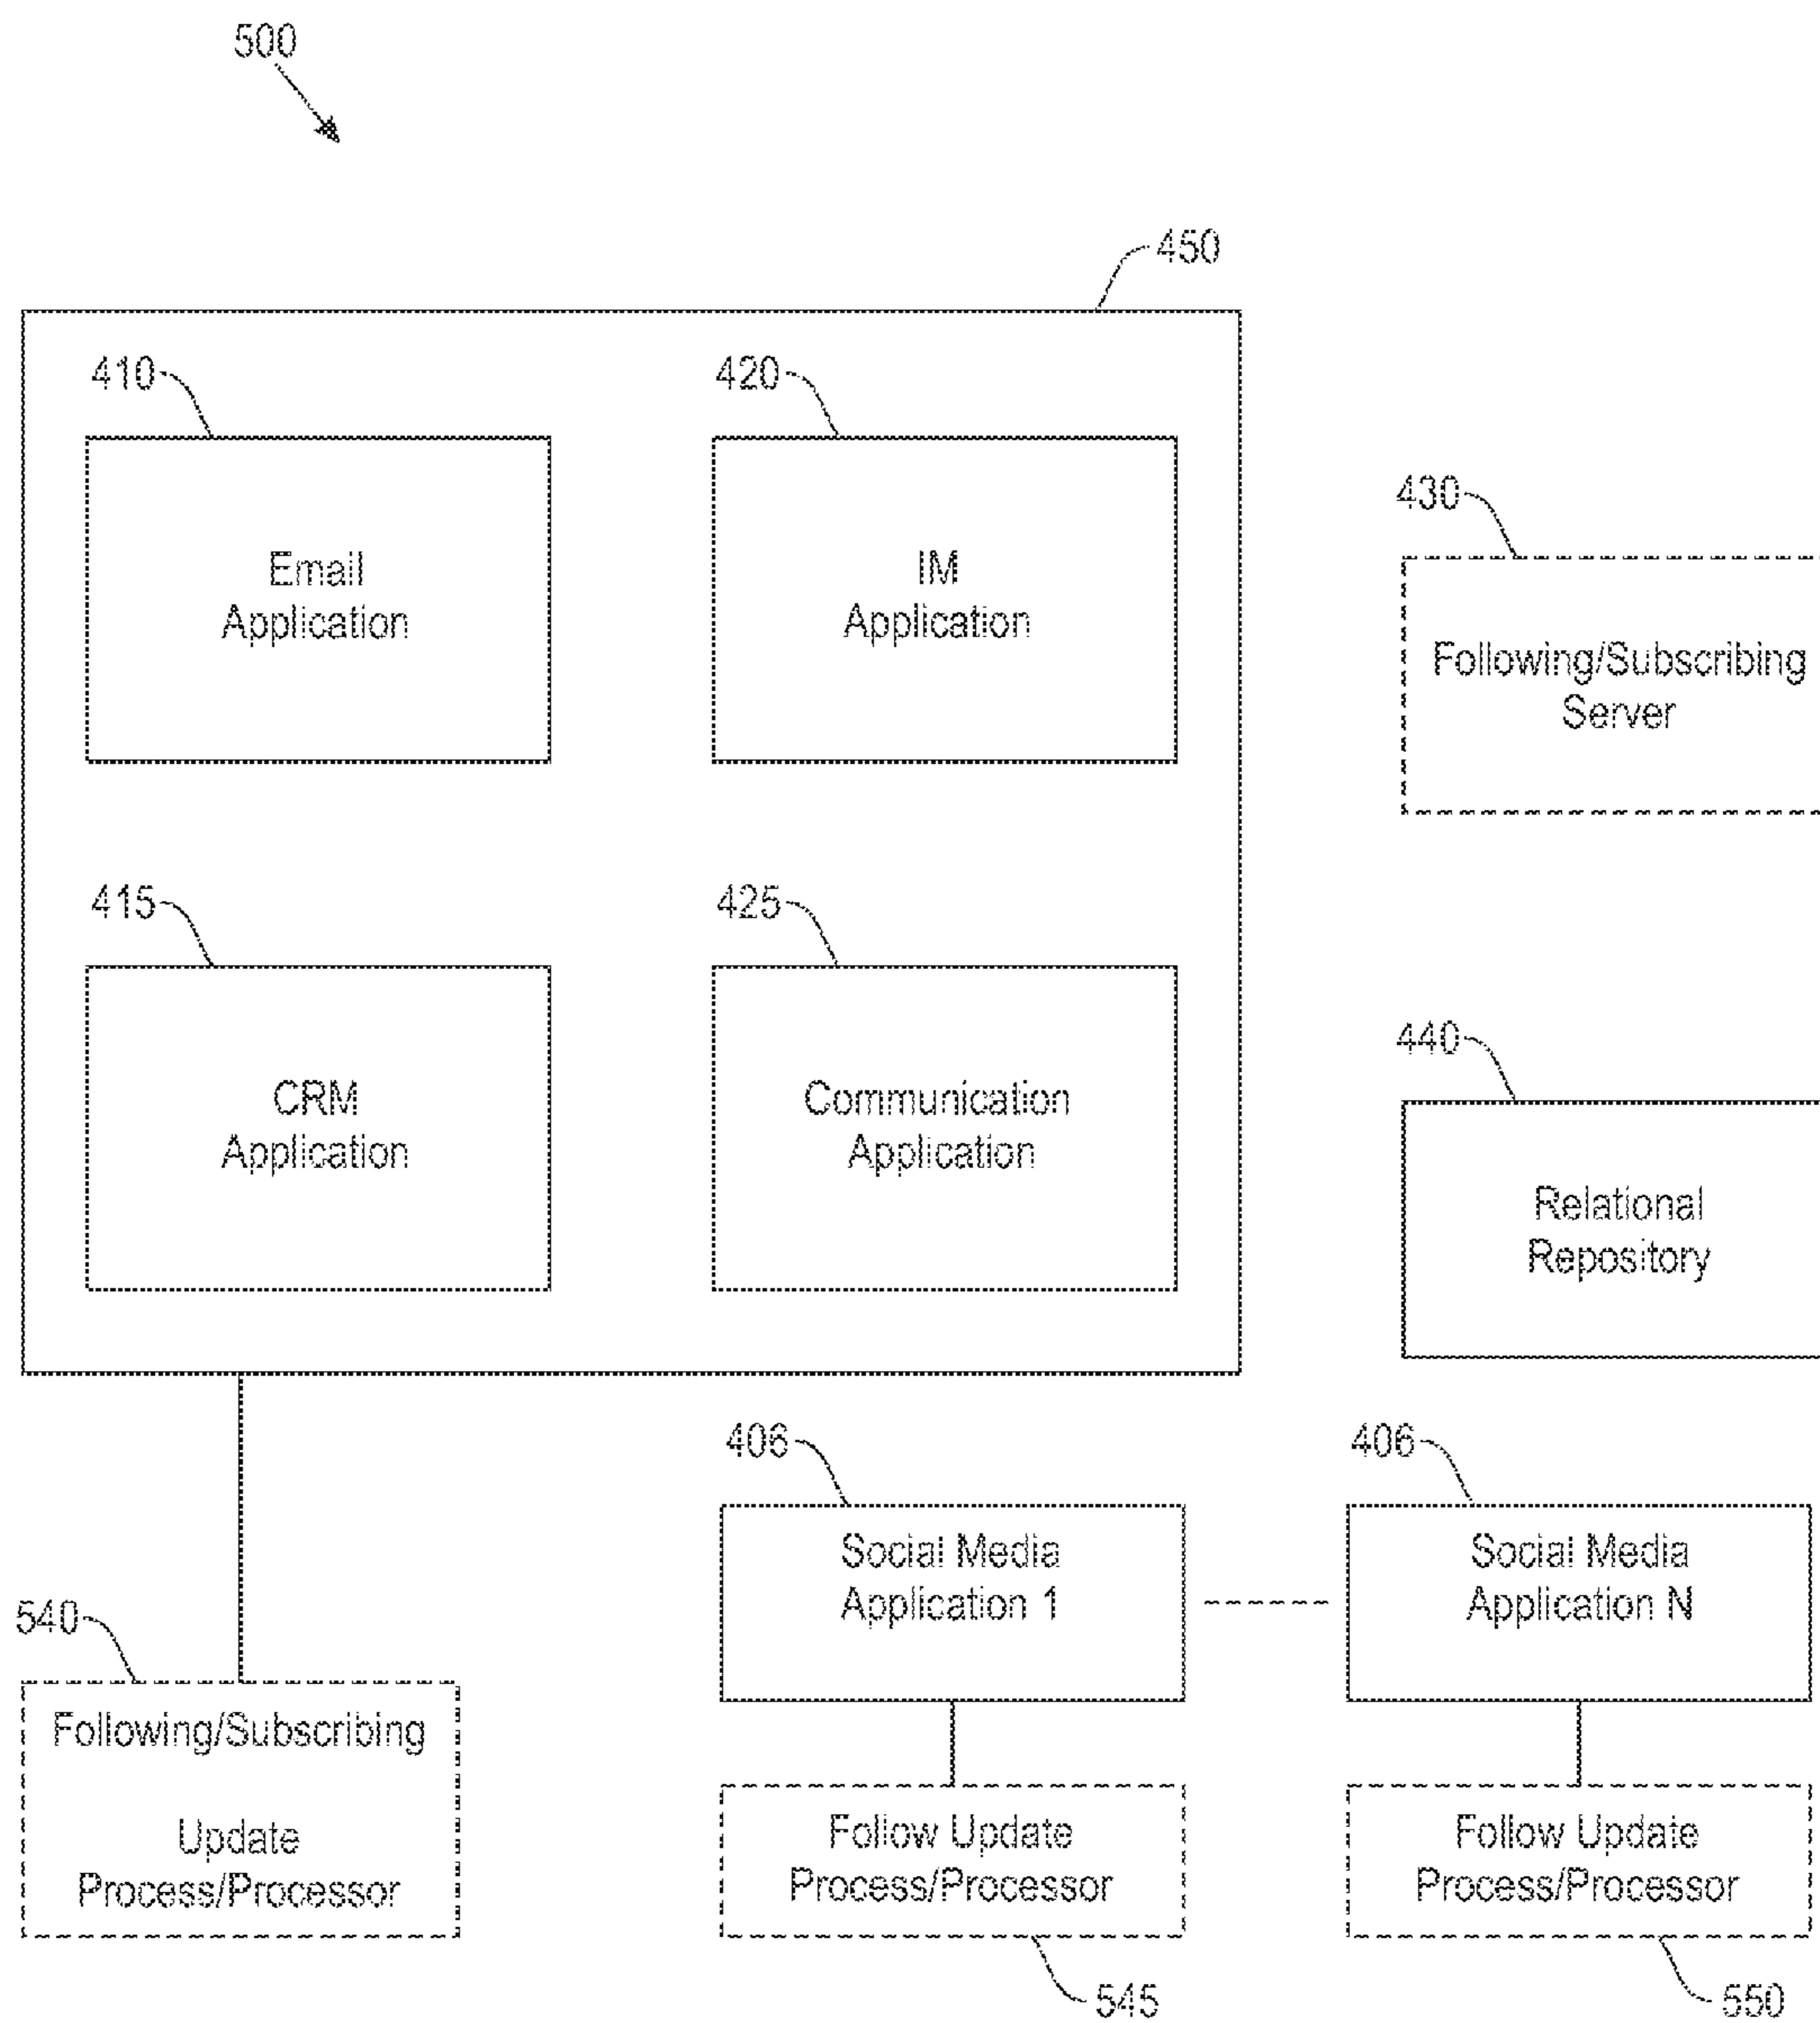 500
450
410
420
Email
Application
IM
Application
430
Following/Subscribing
Server
415
425
CRM
Application
Communication
Application
440
Relational
Repository
406
406
Social Media
Application 1
Social Media
Application N
540
Following/Subscribing
Update
Process/Processor
Follow Update
Process/Processor
Follow Update
Process/Processor
545
550